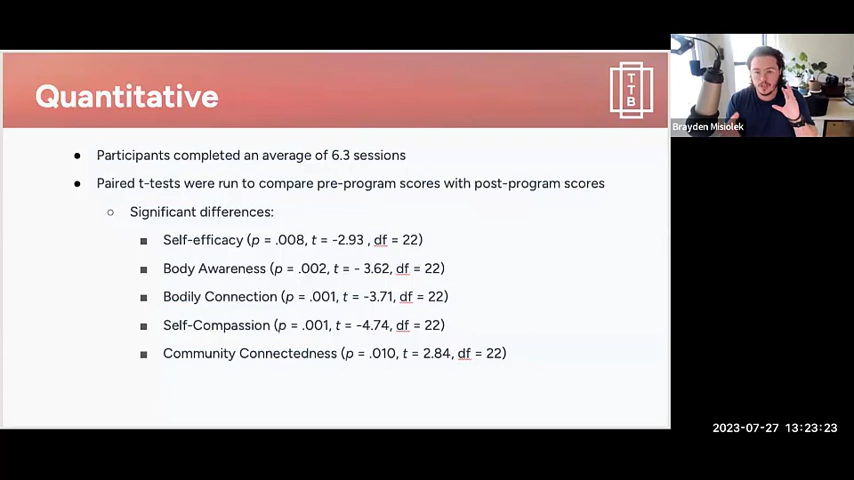 Quantitative
TTB
Brayden Misiolek
● Participants completed an average of 6.3 sessions
● Paired t-tests were run to compare pre-program scores with post-program scores
○ Significant differences:
■ Self-efficacy (p = .008, t = -2.93 , df = 22)
■ Body Awareness (p = .002, t = - 3.62, df = 22)
■ Bodily Connection (p = .001, t = -3.71, df = 22)
■ Self-Compassion (p = .001, t = -4.74, df = 22)
■ Community Connectedness (p = .010, t = 2.84, df = 22)
2023-07-27 13:23:23